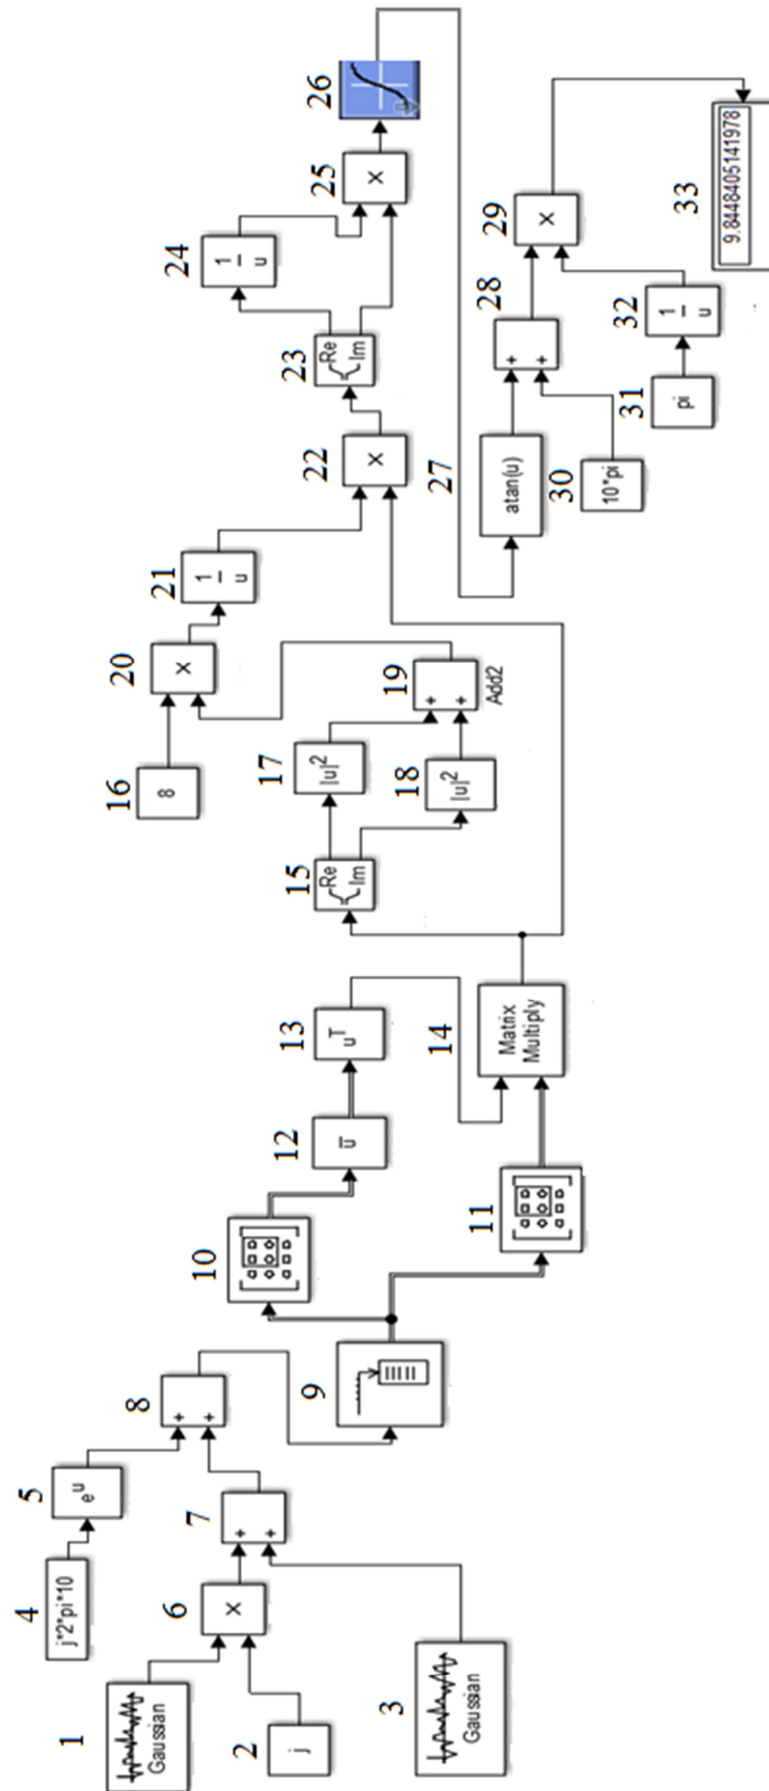 1
Gaussian
2
j
3
Gaussian
4
j*2*pi*10
5
e^u
6
×
7
+
+
8
+
+
9
10
11
12
ū
13
u^T
14
Matrix
Multiply
15
Re
Im
16
8
17
|u|^2
18
|u|^2
19
+
+
Add2
20
×
21
1
u
22
×
23
Re
Im
24
1
u
25
×
26
27
atan(u)
28
+
+
29
×
30
10*pi
31
pi
32
1
u
33
9.84484051419​78